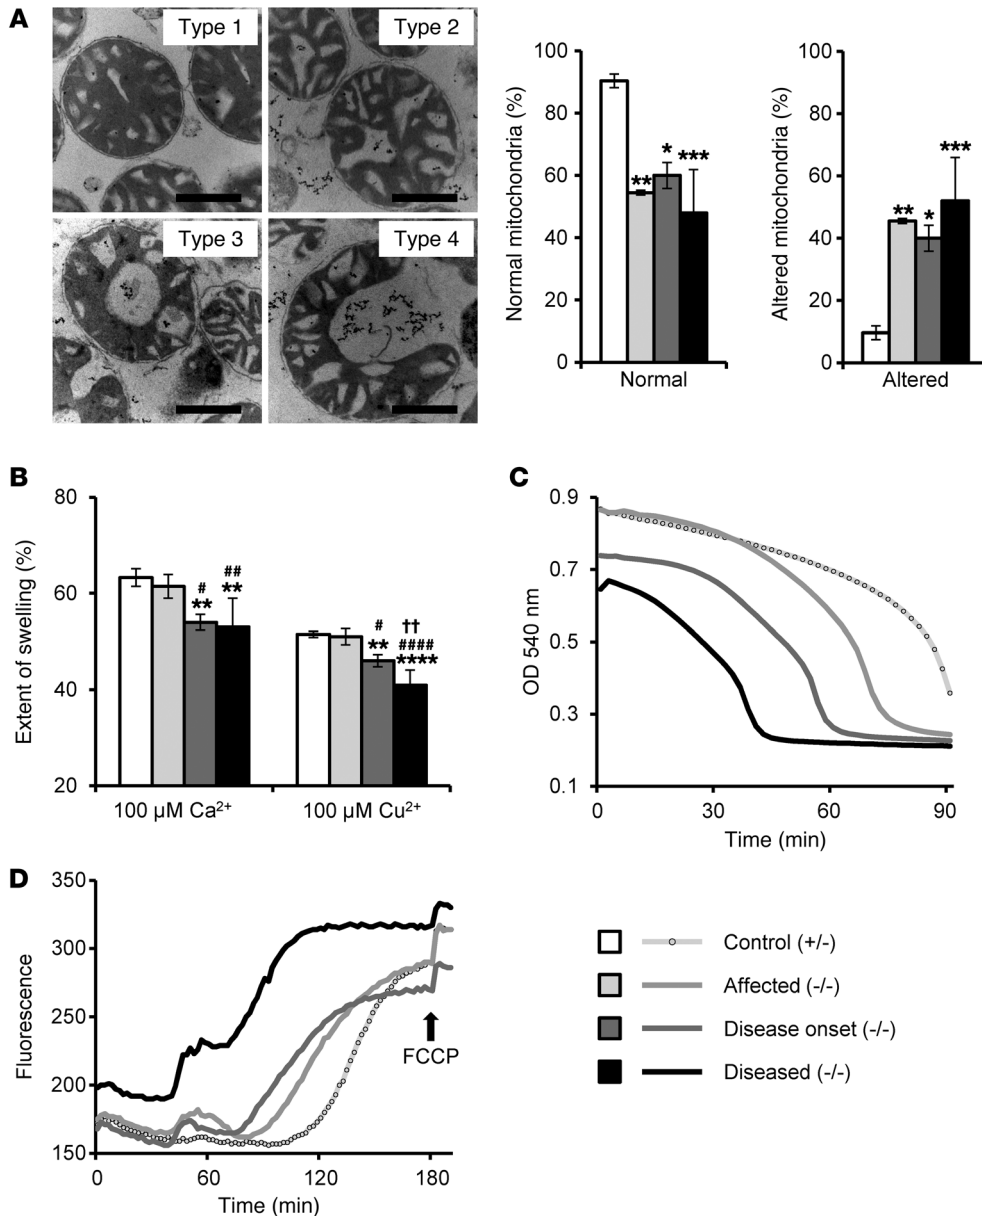 A
Type 1
Type 2
Type 3
Type 4
Normal mitochondria (%)
100
80
60
40
20
0
**
*
***
Normal
Altered mitochondria (%)
100
80
60
40
20
0
**
*
***
Altered
B
Extent of swelling (%)
80
60
40
20
#
**
##
**
#
**
††
####
****
100 µM Ca²⁺
100 µM Cu²⁺
C
OD 540 nm
0.9
0.7
0.5
0.3
0.1
0
30
60
90
Time (min)
D
Fluorescence
350
300
250
200
150
FCCP
0
60
120
180
Time (min)
Control (+/-)
Affected (-/-)
Disease onset (-/-)
Diseased (-/-)